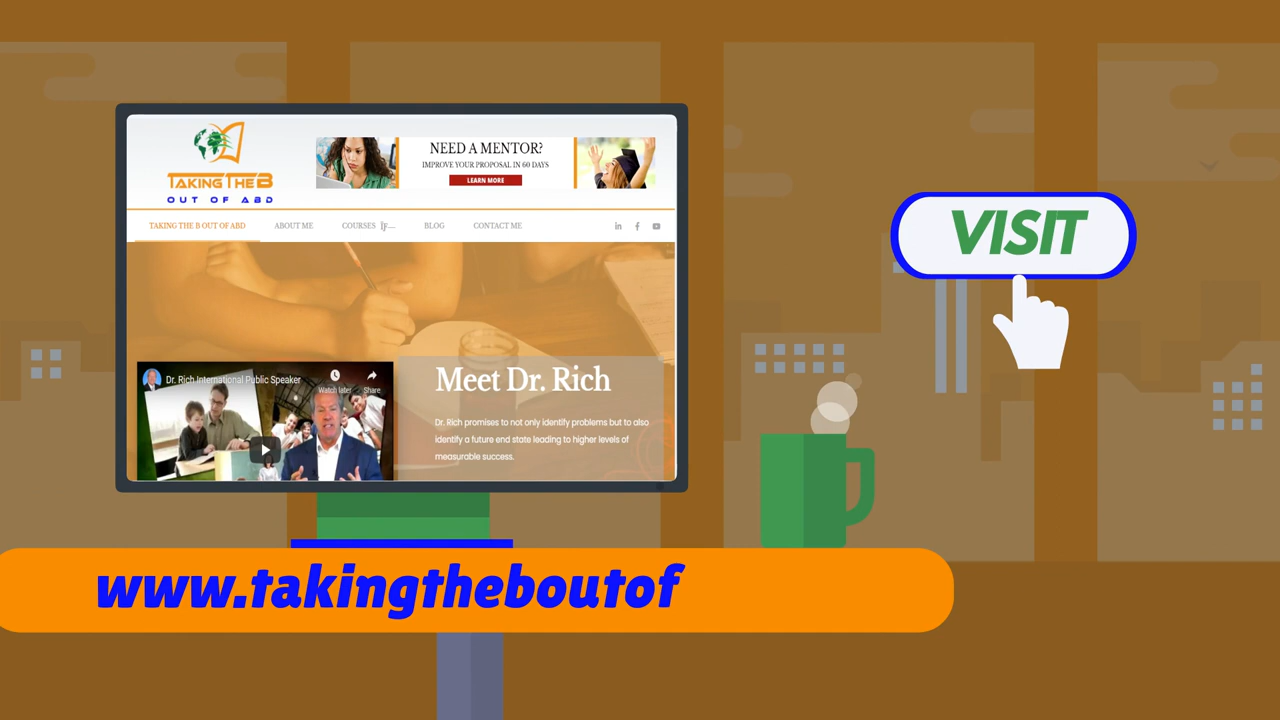 TAKING THE B
OUT OF ABD
NEED A MENTOR?
IMPROVE YOUR PROPOSAL IN 60 DAYS
LEARN MORE
TAKING THE B OUT OF ABD ABOUT ME COURSES BLOG CONTACT ME
Dr. Rich International Public Speaker
Watch later Share
Meet Dr. Rich
Dr. Rich promises to not only identify problems but to also
identify a future end state leading to higher levels of
measurable success.
VISIT
www.takingtheboutof